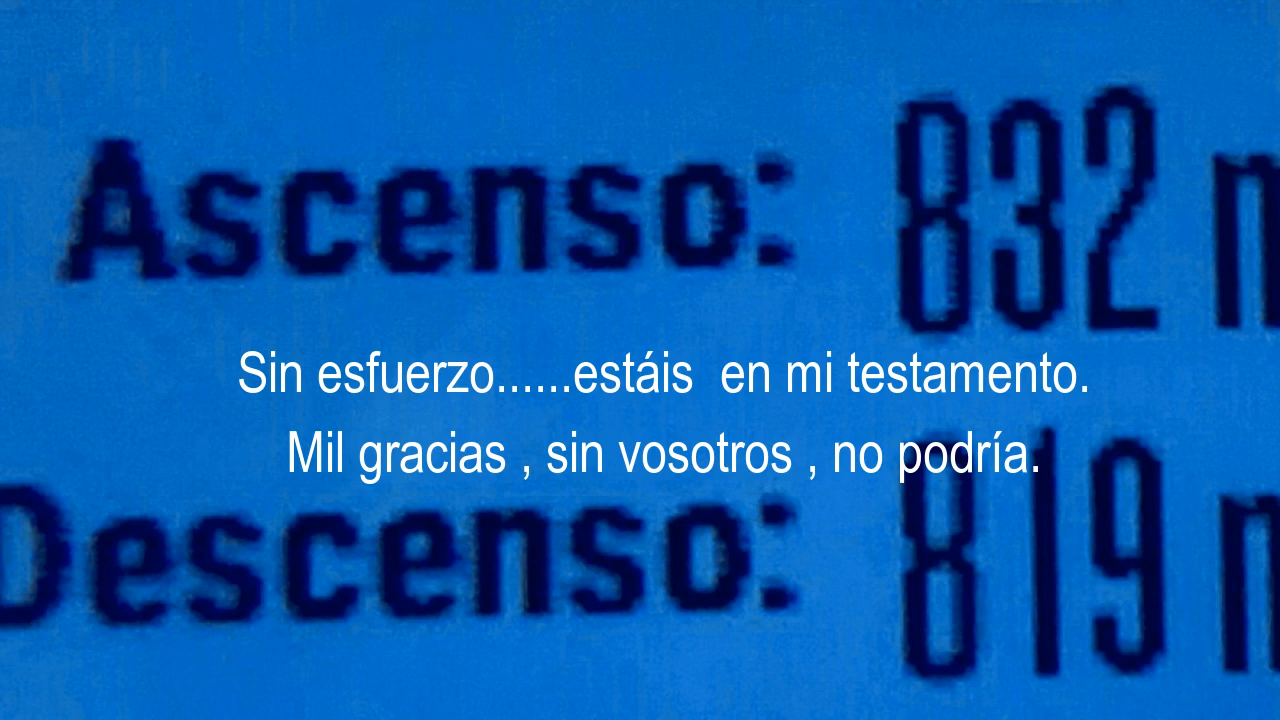 Ascenso: 832 m
Sin esfuerzo......estáis  en mi testamento.
Mil gracias , sin vosotros , no podría.
Descenso: 819 m